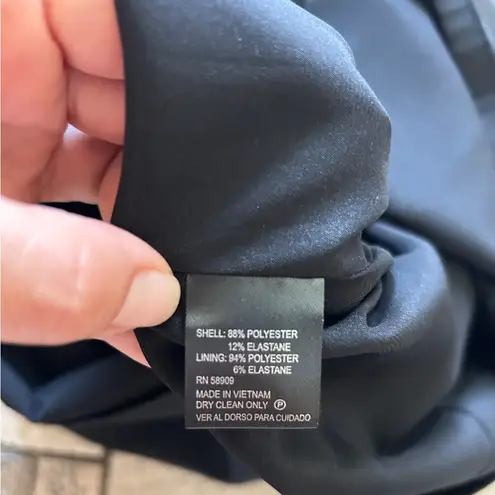 SHELL: 88% POLYESTER
12% ELASTANE
LINING: 94% POLYESTER
6% ELASTANE
RN 58909
MADE IN VIETNAM
DRY CLEAN ONLY Ⓟ
VER AL DORSO PARA CUIDADO